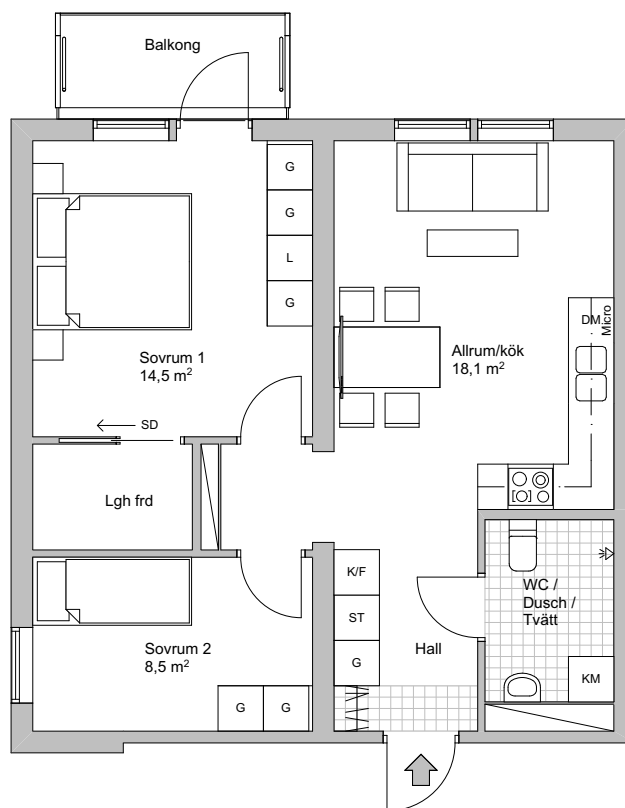 Balkong
G
G
L
G
DM
Micro
Sovrum 1
14,5 m²
Allrum/kök
18,1 m²
SD
Lgh frd
K/F
ST
G
WC /
Dusch /
Tvätt
Sovrum 2
8,5 m²
Hall
KM
G G